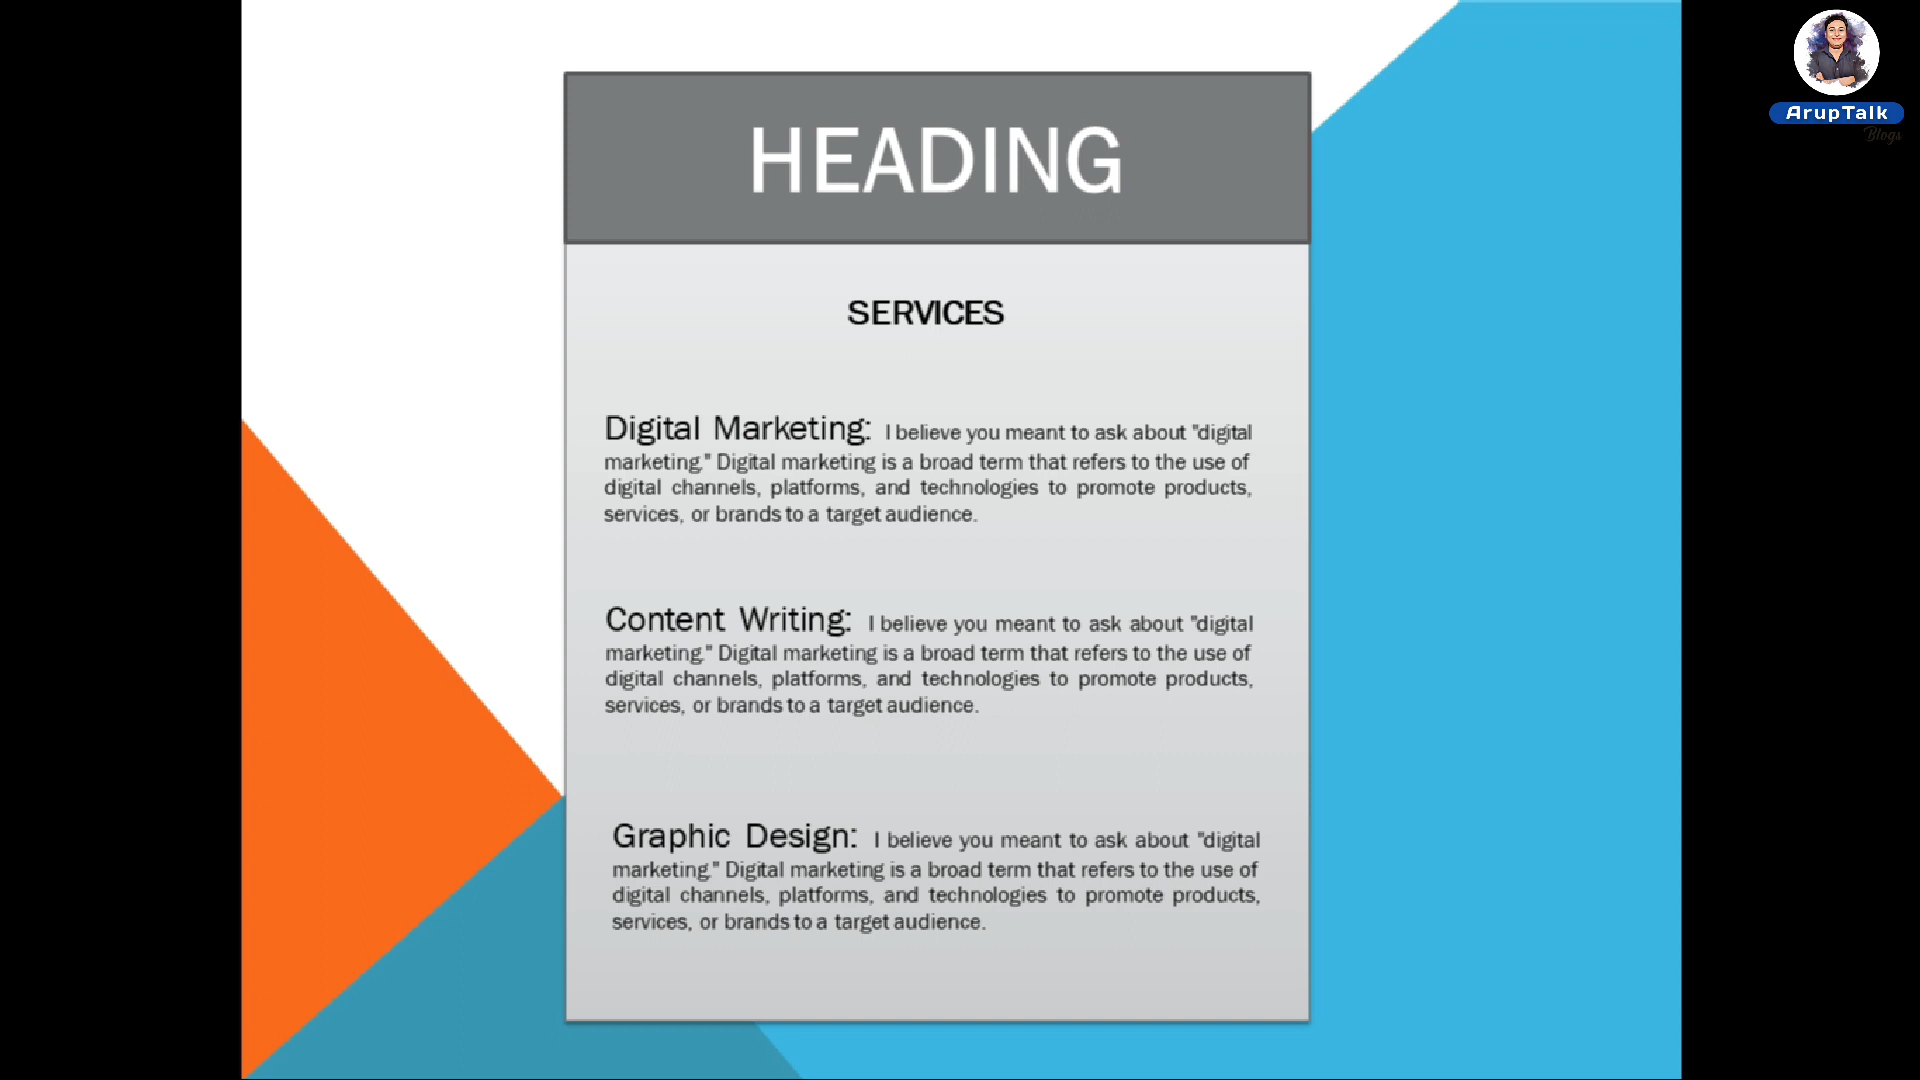 ArupTalk
Blogs
HEADING
SERVICES
Digital Marketing: I believe you meant to ask about "digital
marketing." Digital marketing is a broad term that refers to the use of
digital channels, platforms, and technologies to promote products,
services, or brands to a target audience.
Content Writing: I believe you meant to ask about "digital
marketing." Digital marketing is a broad term that refers to the use of
digital channels, platforms, and technologies to promote products,
services, or brands to a target audience.
Graphic Design: I believe you meant to ask about "digital
marketing." Digital marketing is a broad term that refers to the use of
digital channels, platforms, and technologies to promote products,
services, or brands to a target audience.